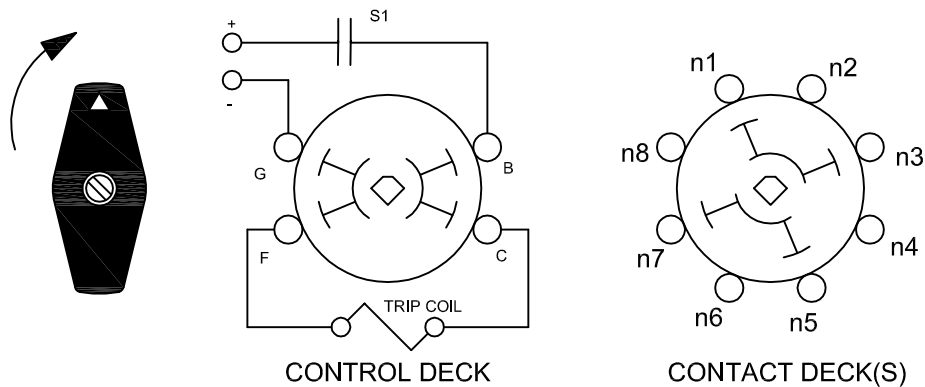 S1
+
-
G
B
F
C
TRIP COIL
CONTROL DECK
n1
n2
n3
n4
n5
n6
n7
n8
CONTACT DECK(S)